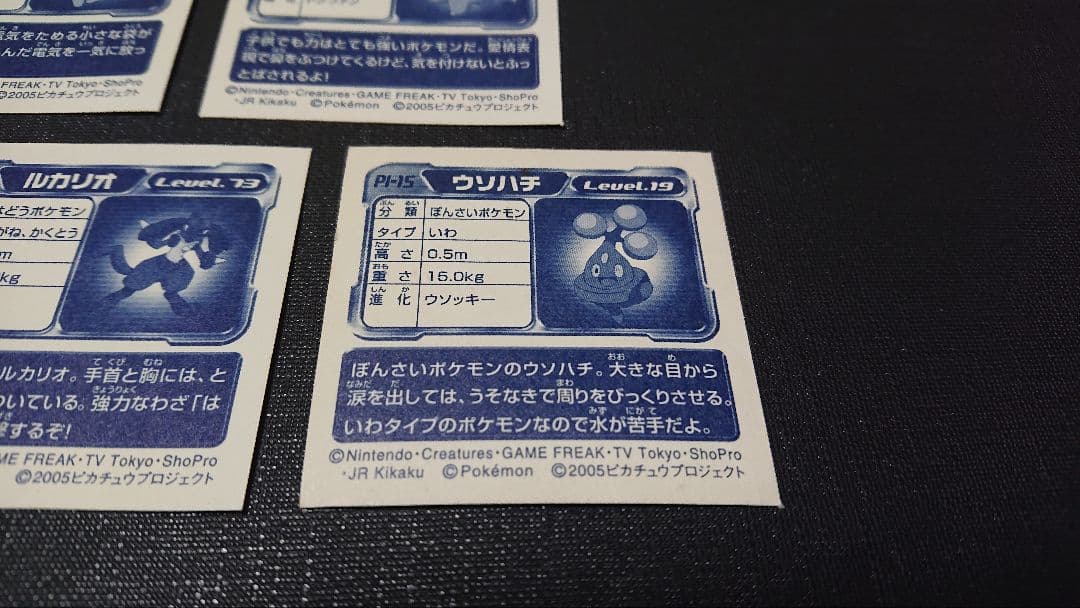 電気をためる小さな袋が
んだ電気を一気に放っ
FREAK・TV Tokyo・ShoPro
©2005ピカチュウプロジェクト
子供でも力はとても強いポケモンだ。愛情表
現で鼻をぶつけてくるけど、気を付けないとふっ
とばされるよ!
©Nintendo・Creatures・GAME FREAK・TV Tokyo・ShoPro
・JR Kikaku ©Pokémon ©2005ピカチュウプロジェクト
ルカリオ Level.73
はどうポケモン
がね、かくとう
m
kg
ルカリオ。手首と胸には、と
ついている。強力なわざ「は
撃するぞ!
ME FREAK・TV Tokyo・ShoPro
©2005ピカチュウプロジェクト
PI-15 ウソハチ Level.19
分類 ぼんさいポケモン
タイプ いわ
高さ 0.5m
重さ 15.0kg
進化 ウソッキー
ぼんさいポケモンのウソハチ。大きな目から
涙を出しては、うそなきで周りをびっくりさせる。
いわタイプのポケモンなので水が苦手だよ。
©Nintendo・Creatures・GAME FREAK・TV Tokyo・ShoPro
・JR Kikaku ©Pokémon ©2005ピカチュウプロジェクト